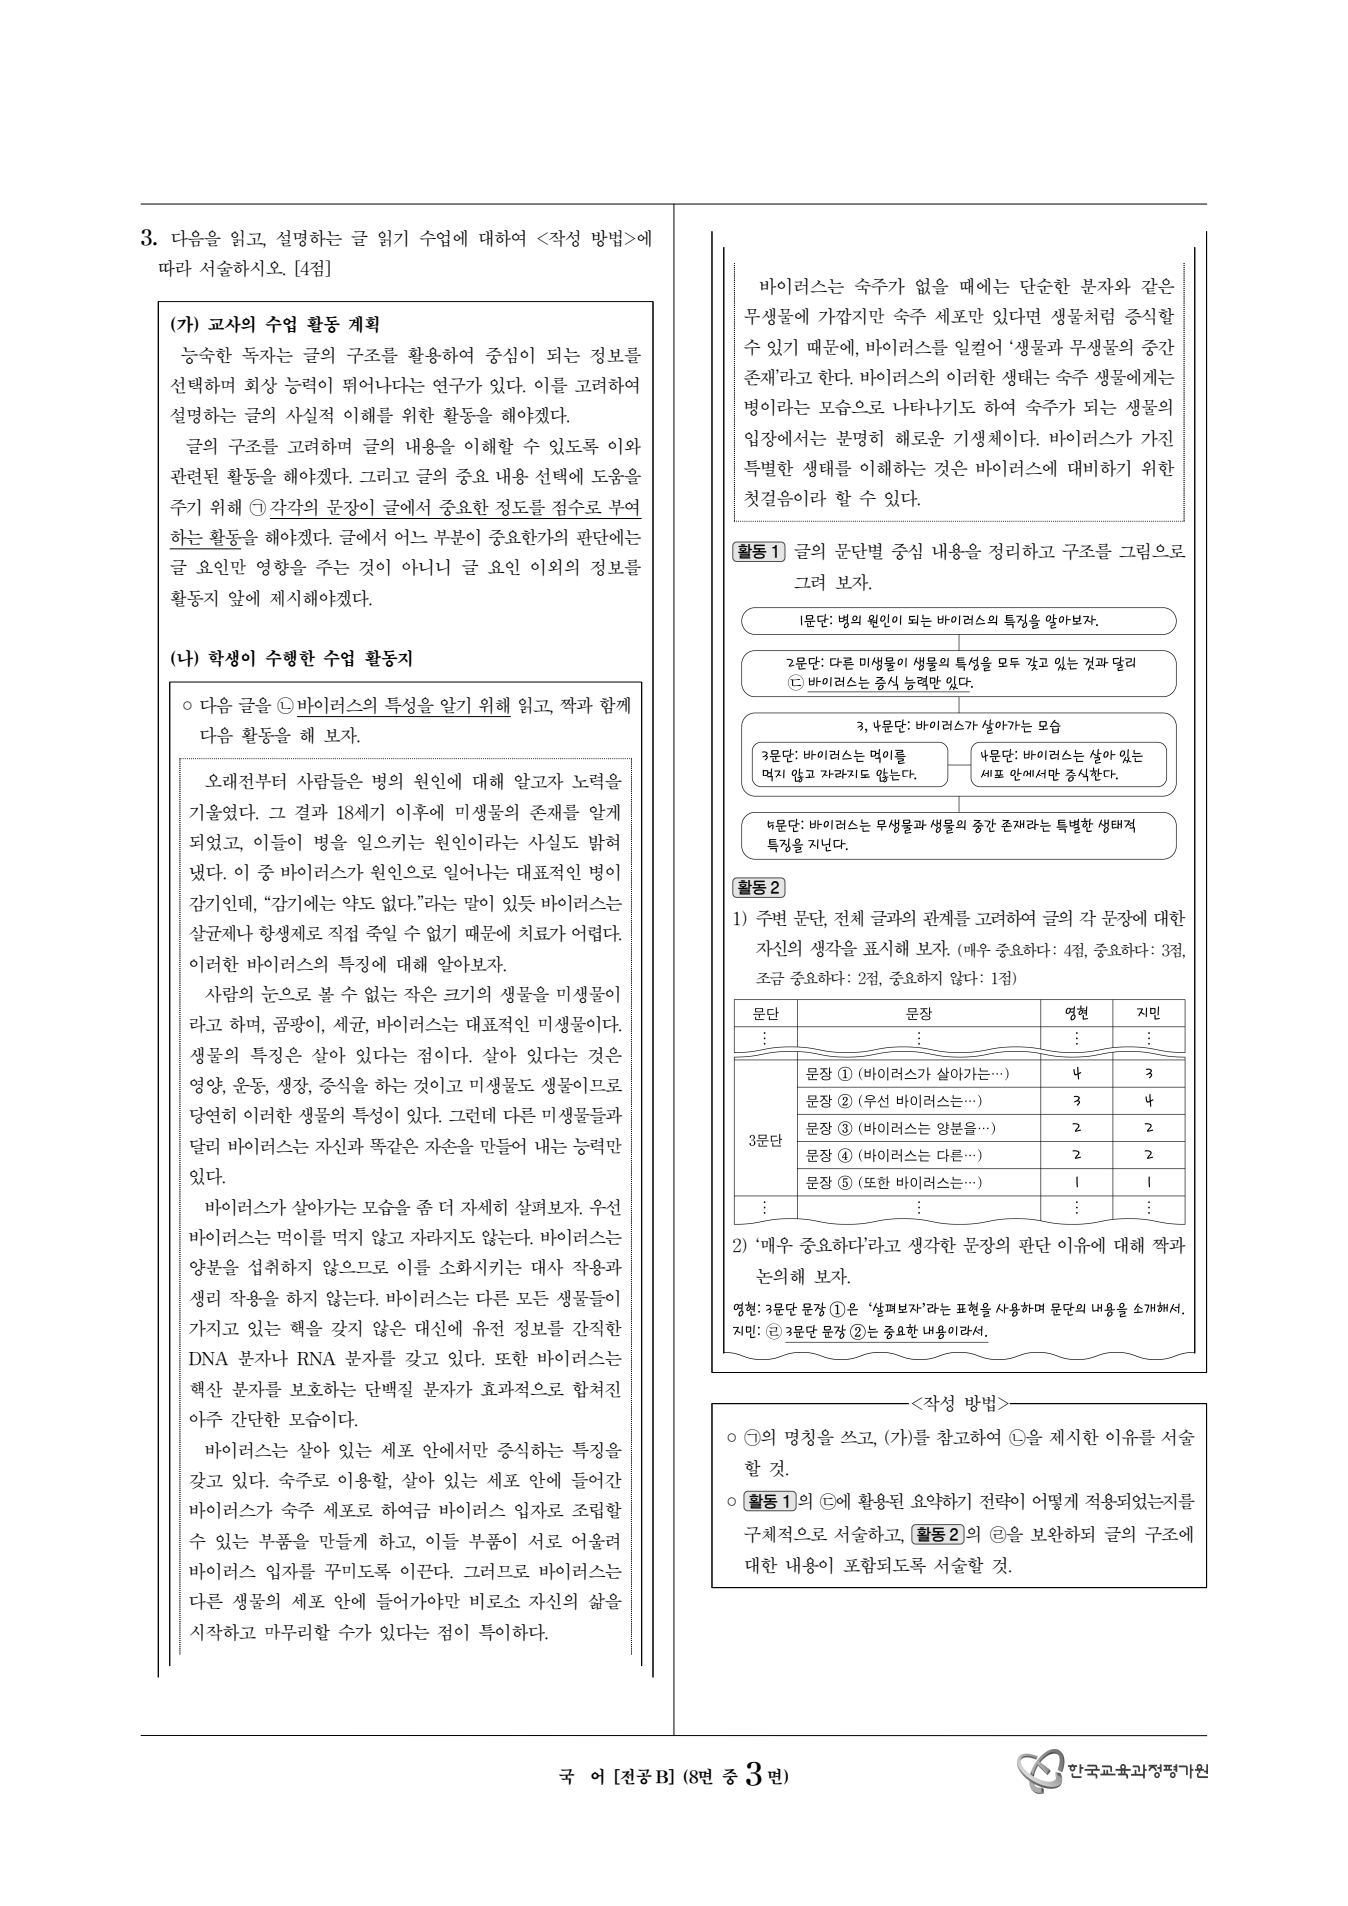 3. 다음을 읽고, 설명하는 글 읽기 수업에 대하여 <작성 방법>에
따라 서술하시오. [4점]
(가) 교사의 수업 활동 계획
능숙한 독자는 글의 구조를 활용하여 중심이 되는 정보를
선택하며 회상 능력이 뛰어나다는 연구가 있다. 이를 고려하여
설명하는 글의 사실적 이해를 위한 활동을 해야겠다.
글의 구조를 고려하며 글의 내용을 이해할 수 있도록 이와
관련된 활동을 해야겠다. 그리고 글의 중요 내용 선택에 도움을
주기 위해 ㉠각각의 문장이 글에서 중요한 정도를 점수로 부여
하는 활동을 해야겠다. 글에서 어느 부분이 중요한가의 판단에는
글 요인만 영향을 주는 것이 아니니 글 요인 이외의 정보를
활동지 앞에 제시해야겠다.
(나) 학생이 수행한 수업 활동지
○ 다음 글을 ㉡바이러스의 특성을 알기 위해 읽고, 짝과 함께
다음 활동을 해 보자.
오래전부터 사람들은 병의 원인에 대해 알고자 노력을
기울였다. 그 결과 18세기 이후에 미생물의 존재를 알게
되었고, 이들이 병을 일으키는 원인이라는 사실도 밝혀
냈다. 이 중 바이러스가 원인으로 일어나는 대표적인 병이
감기인데, “감기에는 약도 없다.”라는 말이 있듯 바이러스는
살균제나 항생제로 직접 죽일 수 없기 때문에 치료가 어렵다.
이러한 바이러스의 특징에 대해 알아보자.
사람의 눈으로 볼 수 없는 작은 크기의 생물을 미생물이
라고 하며, 곰팡이, 세균, 바이러스는 대표적인 미생물이다.
생물의 특징은 살아 있다는 점이다. 살아 있다는 것은
영양, 운동, 생장, 증식을 하는 것이고 미생물도 생물이므로
당연히 이러한 생물의 특성이 있다. 그런데 다른 미생물들과
달리 바이러스는 자신과 똑같은 자손을 만들어 내는 능력만
있다.
바이러스가 살아가는 모습을 좀 더 자세히 살펴보자. 우선
바이러스는 먹이를 먹지 않고 자라지도 않는다. 바이러스는
양분을 섭취하지 않으므로 이를 소화시키는 대사 작용과
생리 작용을 하지 않는다. 바이러스는 다른 모든 생물들이
가지고 있는 핵을 갖지 않은 대신에 유전 정보를 간직한
DNA 분자나 RNA 분자를 갖고 있다. 또한 바이러스는
핵산 분자를 보호하는 단백질 분자가 효과적으로 합쳐진
아주 간단한 모습이다.
바이러스는 살아 있는 세포 안에서만 증식하는 특징을
갖고 있다. 숙주로 이용할, 살아 있는 세포 안에 들어간
바이러스가 숙주 세포로 하여금 바이러스 입자로 조립할
수 있는 부품을 만들게 하고, 이들 부품이 서로 어울려
바이러스 입자를 꾸미도록 이끈다. 그러므로 바이러스는
다른 생물의 세포 안에 들어가야만 비로소 자신의 삶을
시작하고 마무리할 수가 있다는 점이 특이하다.
바이러스는 숙주가 없을 때에는 단순한 분자와 같은
무생물에 가깝지만 숙주 세포만 있다면 생물처럼 증식할
수 있기 때문에, 바이러스를 일컬어 ‘생물과 무생물의 중간
존재’라고 한다. 바이러스의 이러한 생태는 숙주 생물에게는
병이라는 모습으로 나타나기도 하여 숙주가 되는 생물의
입장에서는 분명히 해로운 기생체이다. 바이러스가 가진
특별한 생태를 이해하는 것은 바이러스에 대비하기 위한
첫걸음이라 할 수 있다.
활동 1 글의 문단별 중심 내용을 정리하고 구조를 그림으로
그려 보자.
1문단: 병의 원인이 되는 바이러스의 특징을 알아보자.
2문단: 다른 미생물이 생물의 특성을 모두 갖고 있는 것과 달리
㉢ 바이러스는 증식 능력만 있다.
3, 4문단: 바이러스가 살아가는 모습
3문단: 바이러스는 먹이를
먹지 않고 자라지도 않는다.
4문단: 바이러스는 살아 있는
세포 안에서만 증식한다.
5문단: 바이러스는 무생물과 생물의 중간 존재라는 특별한 생태적
특징을 지닌다.
활동 2
1) 주변 문단, 전체 글과의 관계를 고려하여 글의 각 문장에 대한
자신의 생각을 표시해 보자. (매우 중요하다: 4점, 중요하다: 3점,
조금 중요하다: 2점, 중요하지 않다: 1점)
문단 문장 영현 지민
⋮ ⋮ ⋮ ⋮
문장 ① (바이러스가 살아가는…) 4 3
문장 ② (우선 바이러스는…) 3 4
3문단 문장 ③ (바이러스는 양분을…) 2 2
문장 ④ (바이러스는 다른…) 2 2
문장 ⑤ (또한 바이러스는…) 1 1
⋮ ⋮ ⋮ ⋮
2) ‘매우 중요하다’라고 생각한 문장의 판단 이유에 대해 짝과
논의해 보자.
영현: 3문단 문장 ①은 ‘살펴보자’라는 표현을 사용하며 문단의 내용을 소개해서.
지민: ㉣ 3문단 문장 ②는 중요한 내용이라서.
<작성 방법>
○ ㉠의 명칭을 쓰고, (가)를 참고하여 ㉡을 제시한 이유를 서술
할 것.
○ 활동 1의 ㉢에 활용된 요약하기 전략이 어떻게 적용되었는지를
구체적으로 서술하고, 활동 2의 ㉣을 보완하되 글의 구조에
대한 내용이 포함되도록 서술할 것.
국 어 [전공 B] (8면 중 3 면)
한국교육과정평가원